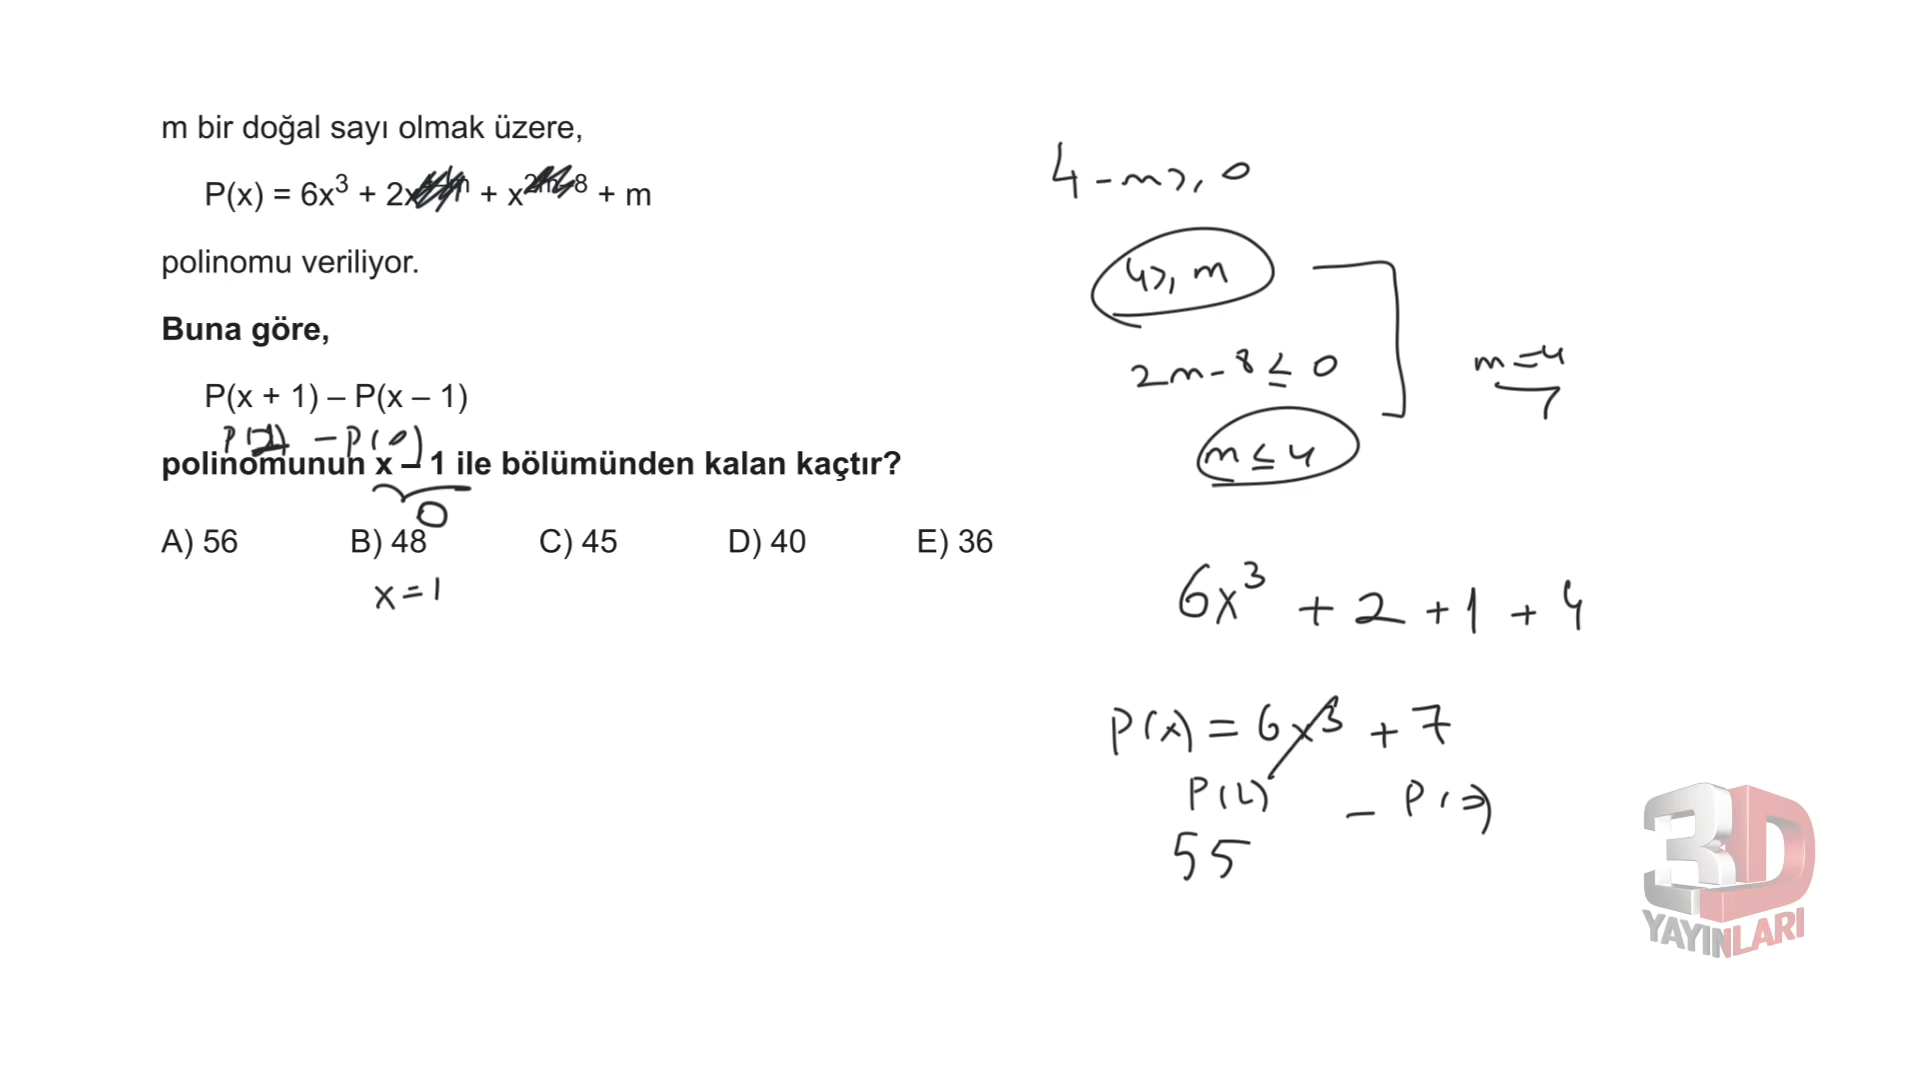 m bir doğal sayı olmak üzere,
P(x) = 6x³ + 2x + x + m
polinomu veriliyor.
Buna göre,
P(x + 1) – P(x – 1)
P(2) – P(0)
polinomunun x – 1 ile bölümünden kalan kaçtır?
0
A) 56 B) 48 C) 45 D) 40 E) 36
x = 1
4 – m ≥ 0
4 ≥ m
2m – 8 ≤ 0
m = 4
m ≤ 4
6x³ + 2 + 1 + 4
P(x) = 6x³ + 7
P(2) – P(
55
3D
YAYINLARI